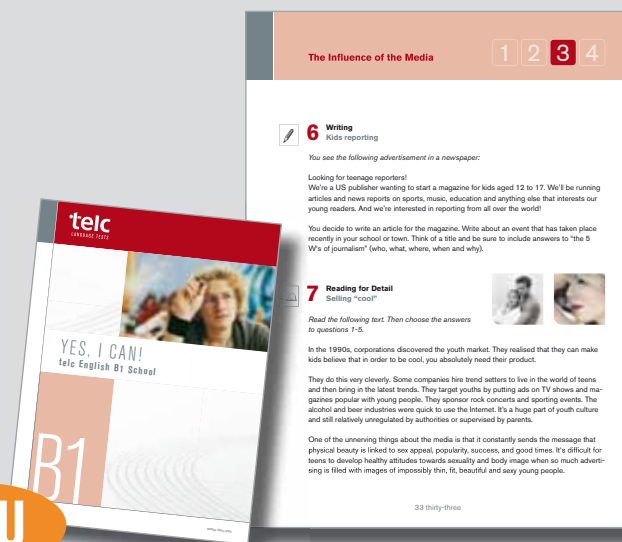 The Influence of the Media
1 2 3 4
6 Writing
Kids reporting
You see the following advertisement in a newspaper:
Looking for teenage reporters!
We're a US publisher wanting to start a magazine for kids aged 12 to 17. We'll be running
articles and news reports on sports, music, education and anything else that interests our
young readers. And we're interested in reporting from all over the world!
You decide to write an article for the magazine. Write about an event that has taken place
recently in your school or town. Think of a title and be sure to include answers to "the 5
W's of journalism" (who, what, where, when and why).
7 Reading for Detail
Selling "cool"
Read the following text. Then choose the answers
to questions 1-5.
In the 1990s, corporations discovered the youth market. They realised that they can make
kids believe that in order to be cool, you absolutely need their product.
They do this very cleverly. Some companies hire trend setters to live in the world of teens
and then bring in the latest trends. They target youths by putting ads on TV shows and ma-
gazines popular with young people. They sponsor rock concerts and sporting events. The
alcohol and beer industries were quick to use the Internet. It's a huge part of youth culture
and still relatively unregulated by authorities or supervised by parents.
One of the unnerving things about the media is that it constantly sends the message that
physical beauty is linked to sex appeal, popularity, success, and good times. It's difficult for
teens to develop healthy attitudes towards sexuality and body image when so much adverti-
sing is filled with images of impossibly thin, fit, beautiful and sexy young people.
33 thirty-three
telc
LANGUAGE TESTS
YES, I CAN!
telc English B1 School
B1